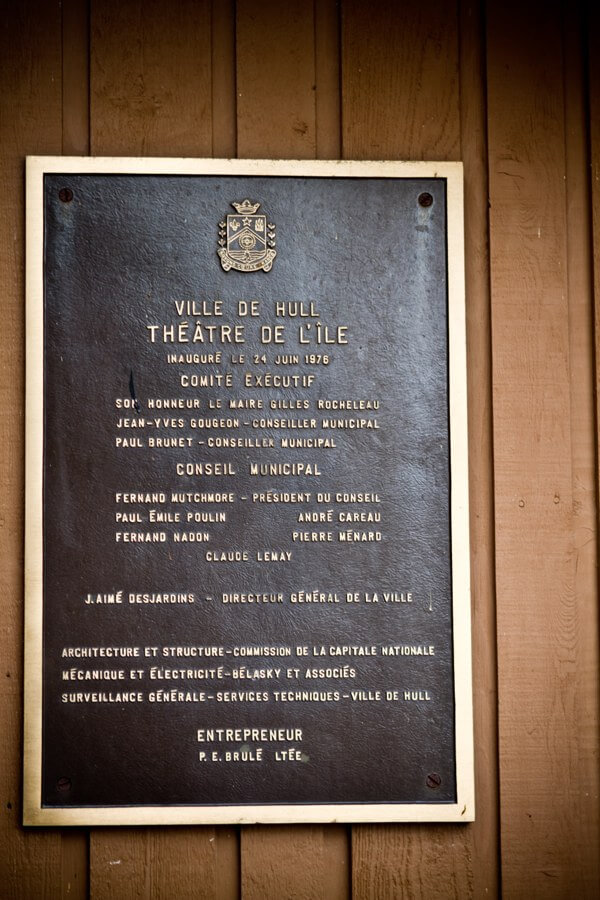 VILLE DE HULL
THÉÂTRE DE L'ÎLE
INAUGURÉ LE 24 JUIN 1976
COMITÉ EXÉCUTIF
SON HONNEUR LE MAIRE GILLES ROCHELEAU
JEAN-YVES GOUGEON - CONSEILLER MUNICIPAL
PAUL BRUNET - CONSEILLER MUNICIPAL
CONSEIL MUNICIPAL
FERNAND MUTCHMORE - PRÉSIDENT DU CONSEIL
PAUL ÉMILE POULIN ANDRÉ CAREAU
FERNAND NADON PIERRE MÉNARD
CLAUDE LEMAY
J.AIMÉ DESJARDINS - DIRECTEUR GÉNÉRAL DE LA VILLE
ARCHITECTURE ET STRUCTURE-COMMISSION DE LA CAPITALE NATIONALE
MÉCANIQUE ET ÉLECTRICITÉ-BÉLASKY ET ASSOCIÉS
SURVEILLANCE GÉNÉRALE-SERVICES TECHNIQUES-VILLE DE HULL
ENTREPRENEUR
P.E.BRULÉ LTÉE